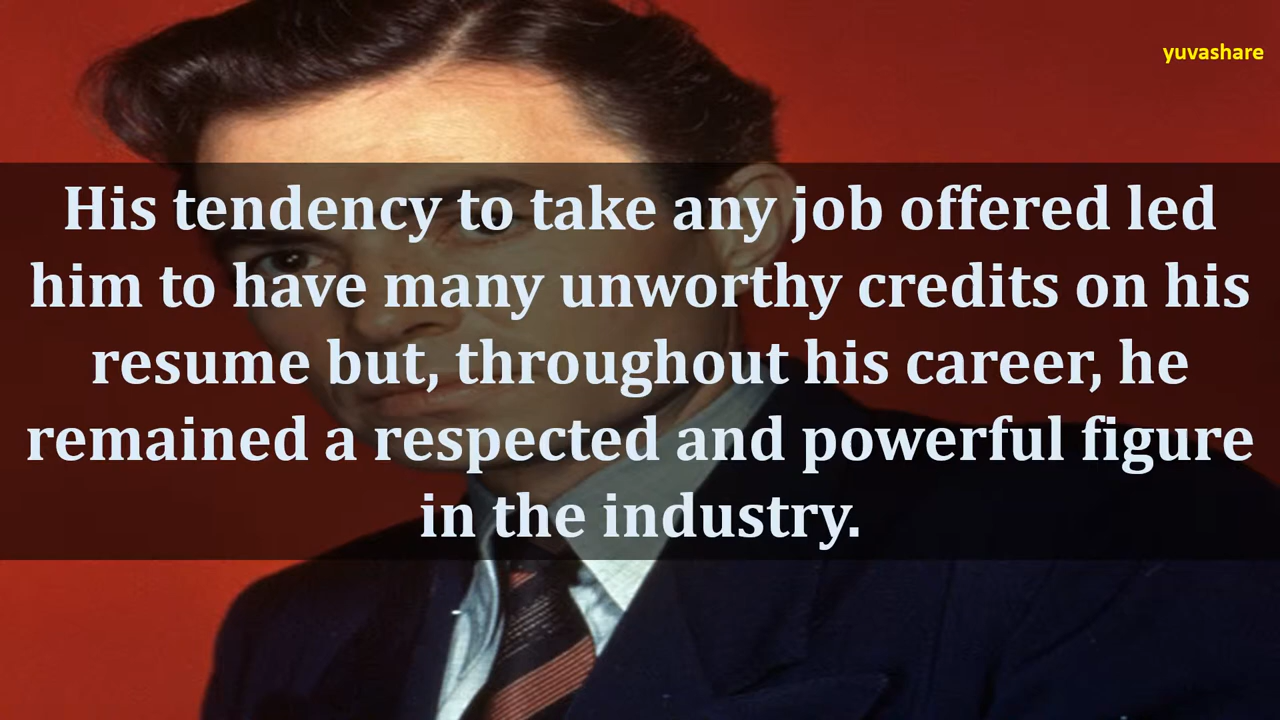 yuvashare
His tendency to take any job offered led
him to have many unworthy credits on his
resume but, throughout his career, he
remained a respected and powerful figure
in the industry.